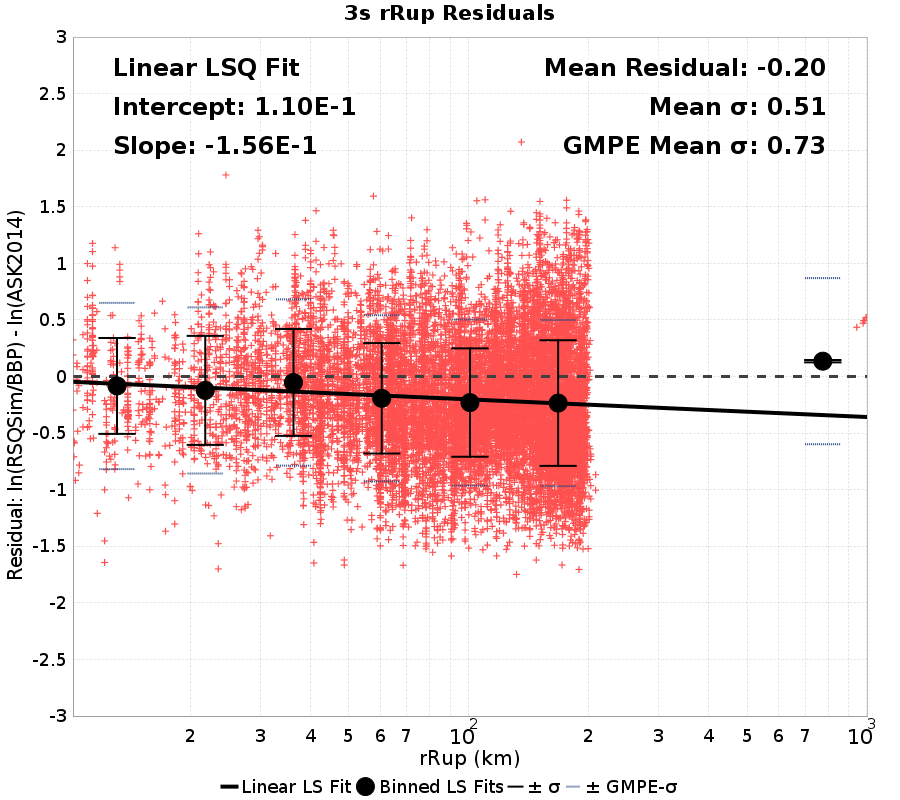 3s rRup Residuals
Linear LSQ Fit
Intercept: 1.10E-1
Slope: -1.56E-1
Mean Residual: -0.20
Mean σ: 0.51
GMPE Mean σ: 0.73
Residual: ln(RSQSim/BBP) - ln(ASK2014)
3
2.5
2
1.5
1
0.5
0
-0.5
-1
-1.5
-2
-2.5
-3
2 3 4 5 6 7 10^2 2 3 4 5 6 7 10^3
rRup (km)
Linear LS Fit Binned LS Fits ± σ ± GMPE-σ